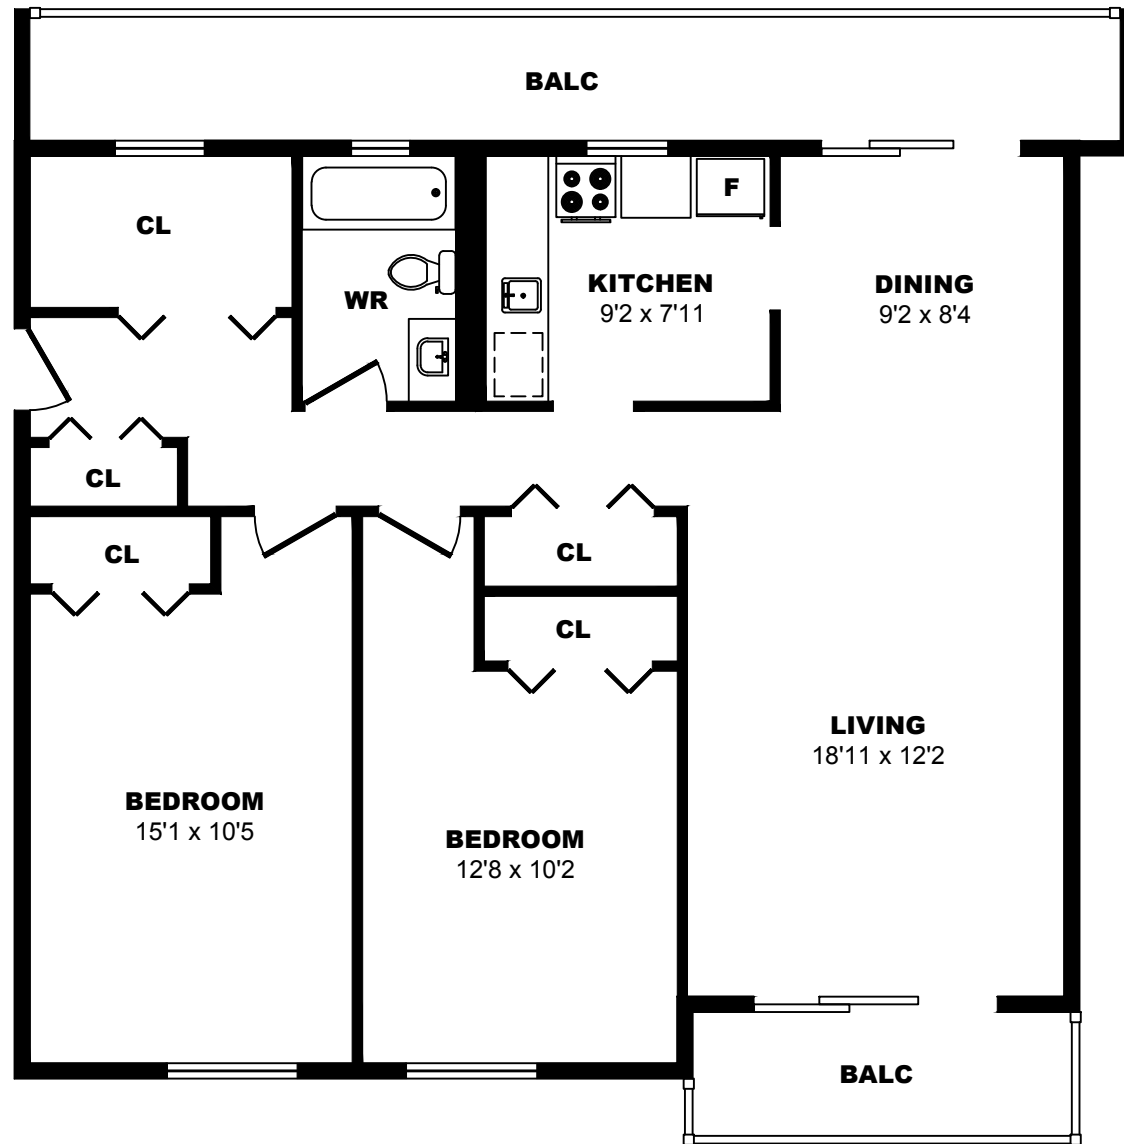 BALC
CL
WR
F
KITCHEN
9'2 x 7'11
DINING
9'2 x 8'4
CL
CL
CL
CL
LIVING
18'11 x 12'2
BEDROOM
15'1 x 10'5
BEDROOM
12'8 x 10'2
BALC